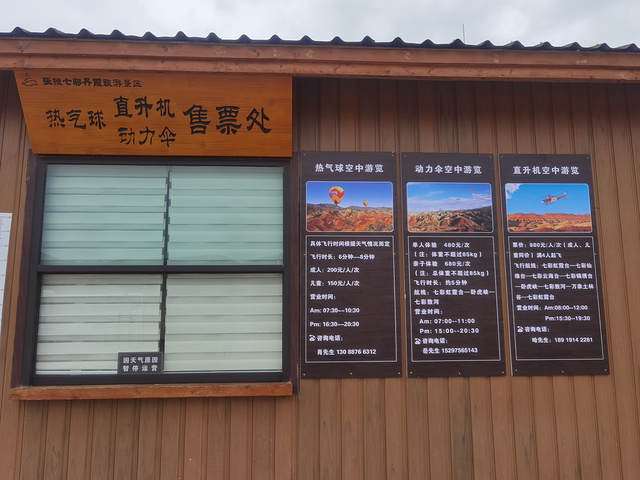 张掖七彩丹霞旅游景区
热气球 直升机 动力伞 售票处
因天气原因
暂停运营
热气球空中游览
具体飞行时间根据天气情况而定
飞行时长：6分钟—8分钟
成人：200元/人/次
儿童：150元/人/次
营业时间：
Am: 07:30--10:30
Pm: 16:30--20:30
咨询电话：
肖先生 130 8876 6312
动力伞空中游览
单人体验 480元/次
（注：体重不超过85kg）
亲子体验 680元/次
（注：总体重不超过85kg）
飞行时长：约5分钟
航线：七彩虹霞台—卧虎峡—
七彩敖河
营业时间：
Am: 07:00--11:00
Pm: 15:00--20:30
咨询电话：
岳先生 15297565143
直升机空中游览
票价：880元/人/次（成人、儿
童同价）满4人起飞
飞行航线：七彩虹霞台—七彩仙
缘台—七彩云海台—七彩锦绣台
—卧虎峡—七彩敖河—万象土林
谷—七彩虹霞台
营业时间：Am:08:00--12:00
Pm:15:30--19:30
咨询电话：
哈先生：189 1914 2281